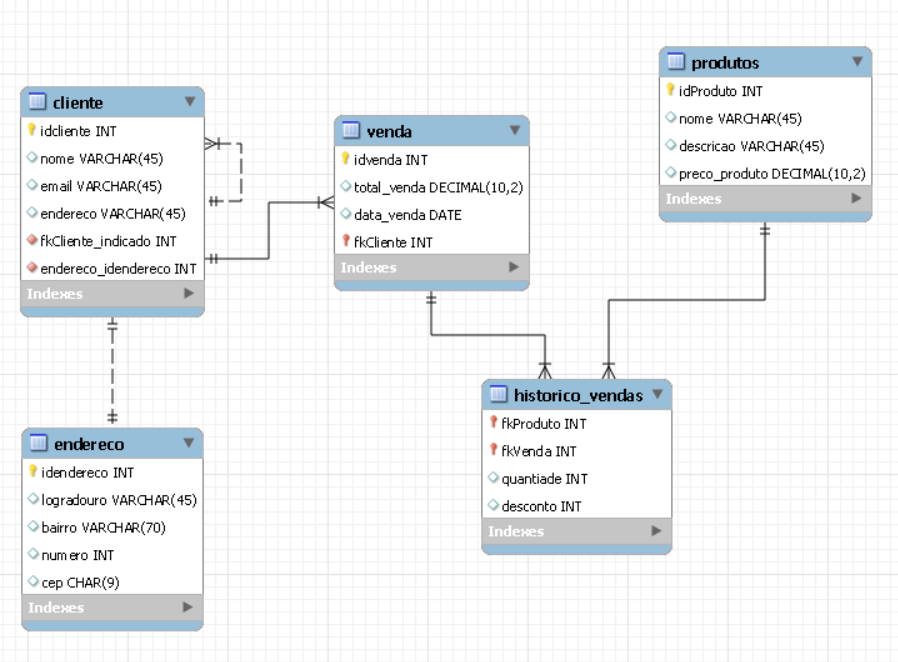 cliente
idcliente INT
nome VARCHAR(45)
email VARCHAR(45)
endereco VARCHAR(45)
fkCliente_indicado INT
endereco_idendereco INT
Indexes
venda
idvenda INT
total_venda DECIMAL(10,2)
data_venda DATE
fkCliente INT
Indexes
produtos
idProduto INT
nome VARCHAR(45)
descricao VARCHAR(45)
preco_produto DECIMAL(10,2)
Indexes
endereco
idendereco INT
logradouro VARCHAR(45)
bairro VARCHAR(70)
numero INT
cep CHAR(9)
Indexes
historico_vendas
fkProduto INT
fkVenda INT
quantiade INT
desconto INT
Indexes